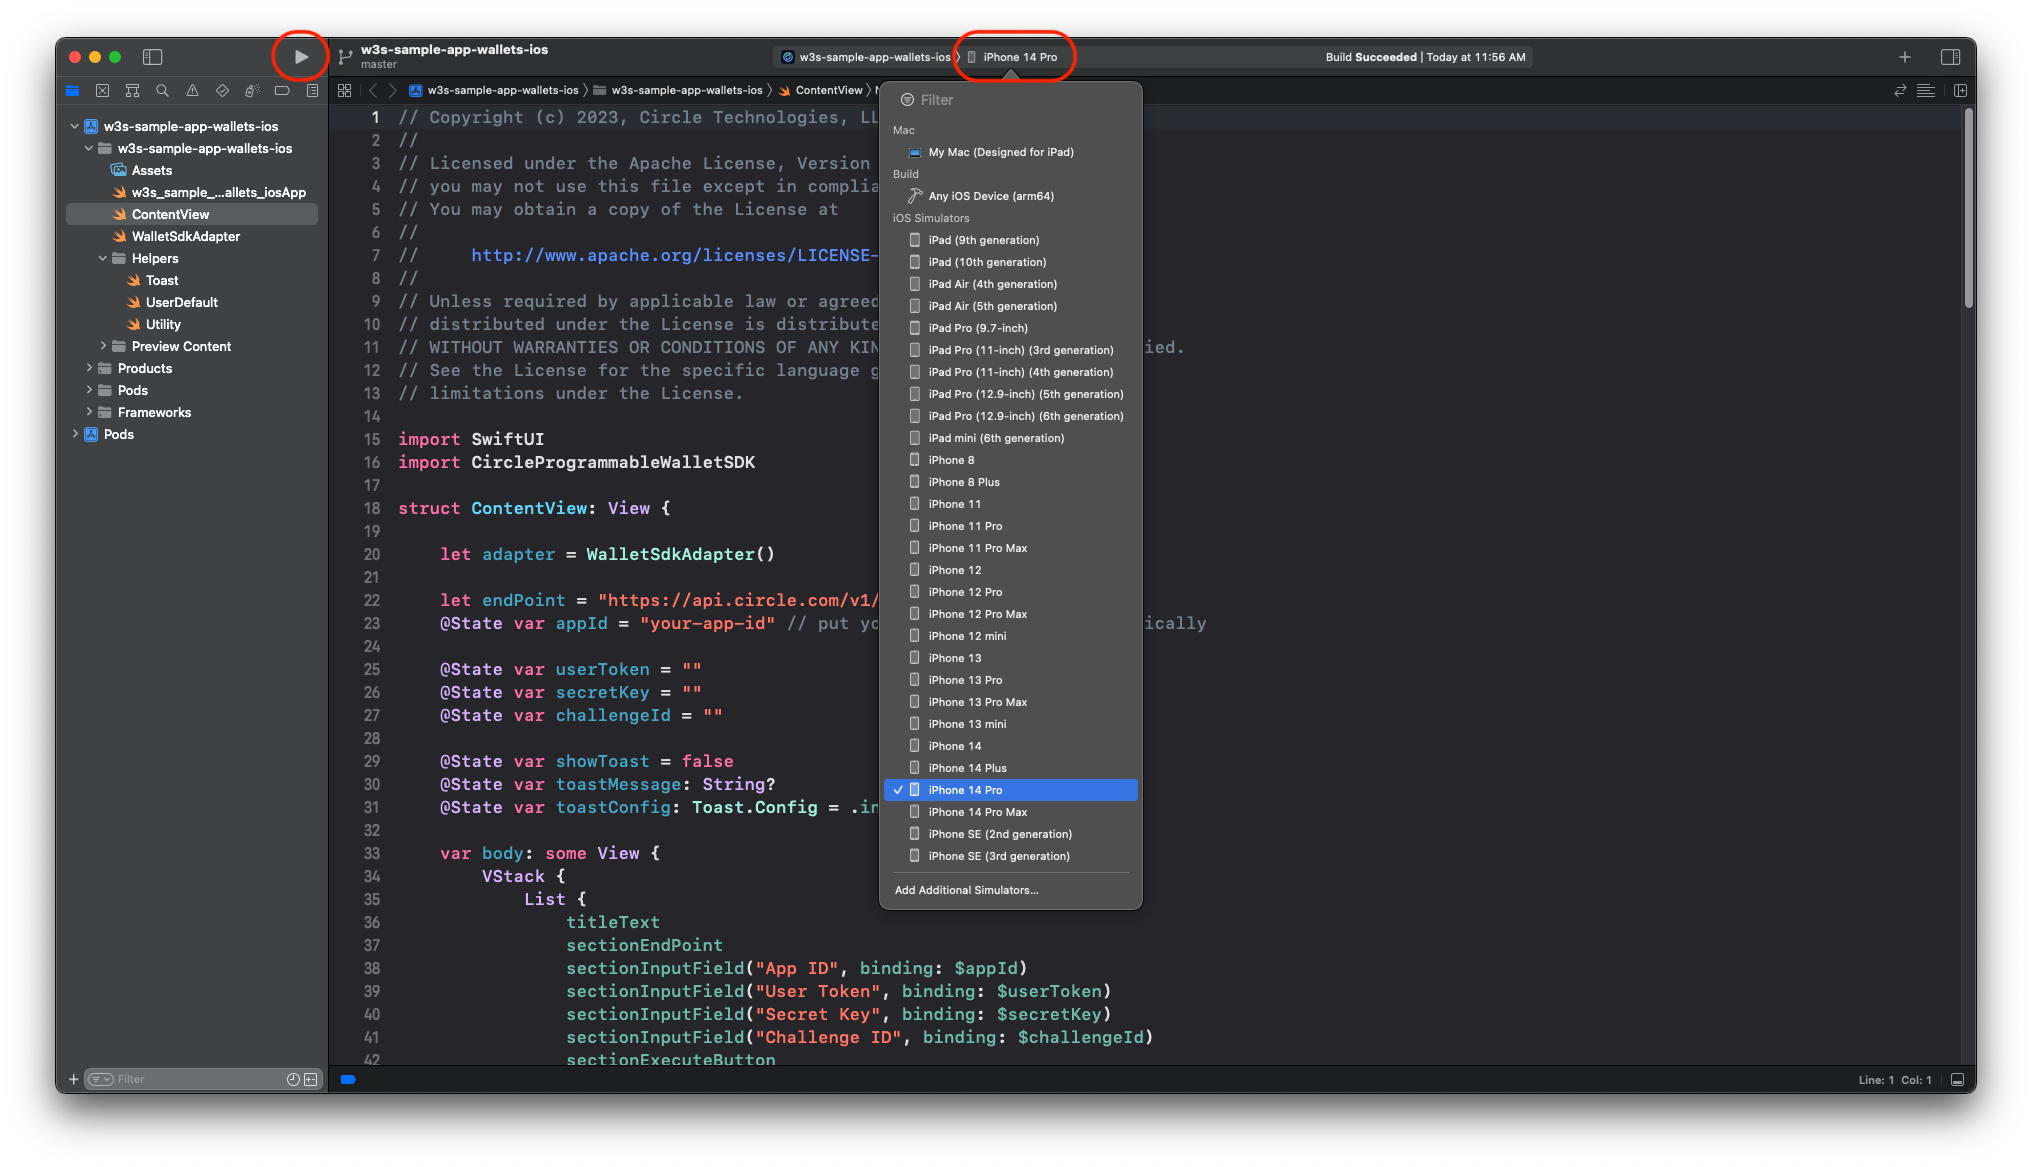 w3s-sample-app-wallets-ios
master
w3s-sample-app-wallets-ios
iPhone 14 Pro
Build Succeeded | Today at 11:56 AM
w3s-sample-app-wallets-ios
w3s-sample-app-wallets-ios
ContentView
w3s-sample-app-wallets-ios
w3s-sample-app-wallets-ios
Assets
w3s_sample_...allets_iosApp
ContentView
WalletSdkAdapter
Helpers
Toast
UserDefault
Utility
Preview Content
Products
Pods
Frameworks
Pods
Filter
1 // Copyright (c) 2023, Circle Technologies, LL
2 //
3 // Licensed under the Apache License, Version
4 // you may not use this file except in complia
5 // You may obtain a copy of the License at
6 //
7 // http://www.apache.org/licenses/LICENSE-
8 //
9 // Unless required by applicable law or agreed
10 // distributed under the License is distribute
11 // WITHOUT WARRANTIES OR CONDITIONS OF ANY KIN ied.
12 // See the License for the specific language g
13 // limitations under the License.
14
15 import SwiftUI
16 import CircleProgrammableWalletSDK
17
18 struct ContentView: View {
19
20 let adapter = WalletSdkAdapter()
21
22 let endPoint = "https://api.circle.com/v1/
23 @State var appId = "your-app-id" // put yo ically
24
25 @State var userToken = ""
26 @State var secretKey = ""
27 @State var challengeId = ""
28
29 @State var showToast = false
30 @State var toastMessage: String?
31 @State var toastConfig: Toast.Config = .in
32
33 var body: some View {
34 VStack {
35 List {
36 titleText
37 sectionEndPoint
38 sectionInputField("App ID", binding: $appId)
39 sectionInputField("User Token", binding: $userToken)
40 sectionInputField("Secret Key", binding: $secretKey)
41 sectionInputField("Challenge ID", binding: $challengeId)
42 sectionExecuteButton
Filter
Mac
My Mac (Designed for iPad)
Build
Any iOS Device (arm64)
iOS Simulators
iPad (9th generation)
iPad (10th generation)
iPad Air (4th generation)
iPad Air (5th generation)
iPad Pro (9.7-inch)
iPad Pro (11-inch) (3rd generation)
iPad Pro (11-inch) (4th generation)
iPad Pro (12.9-inch) (5th generation)
iPad Pro (12.9-inch) (6th generation)
iPad mini (6th generation)
iPhone 8
iPhone 8 Plus
iPhone 11
iPhone 11 Pro
iPhone 11 Pro Max
iPhone 12
iPhone 12 Pro
iPhone 12 Pro Max
iPhone 12 mini
iPhone 13
iPhone 13 Pro
iPhone 13 Pro Max
iPhone 13 mini
iPhone 14
iPhone 14 Plus
iPhone 14 Pro
iPhone 14 Pro Max
iPhone SE (2nd generation)
iPhone SE (3rd generation)
Add Additional Simulators...
Line: 1 Col: 1